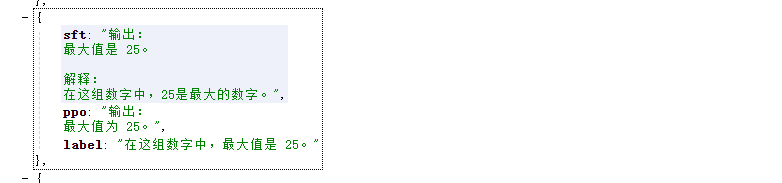 },
− {
sft: "输出:
最大值是 25。
解释:
在这组数字中，25是最大的数字。",
ppo: "输出:
最大值为 25。",
label: "在这组数字中，最大值是 25。"
},
− {